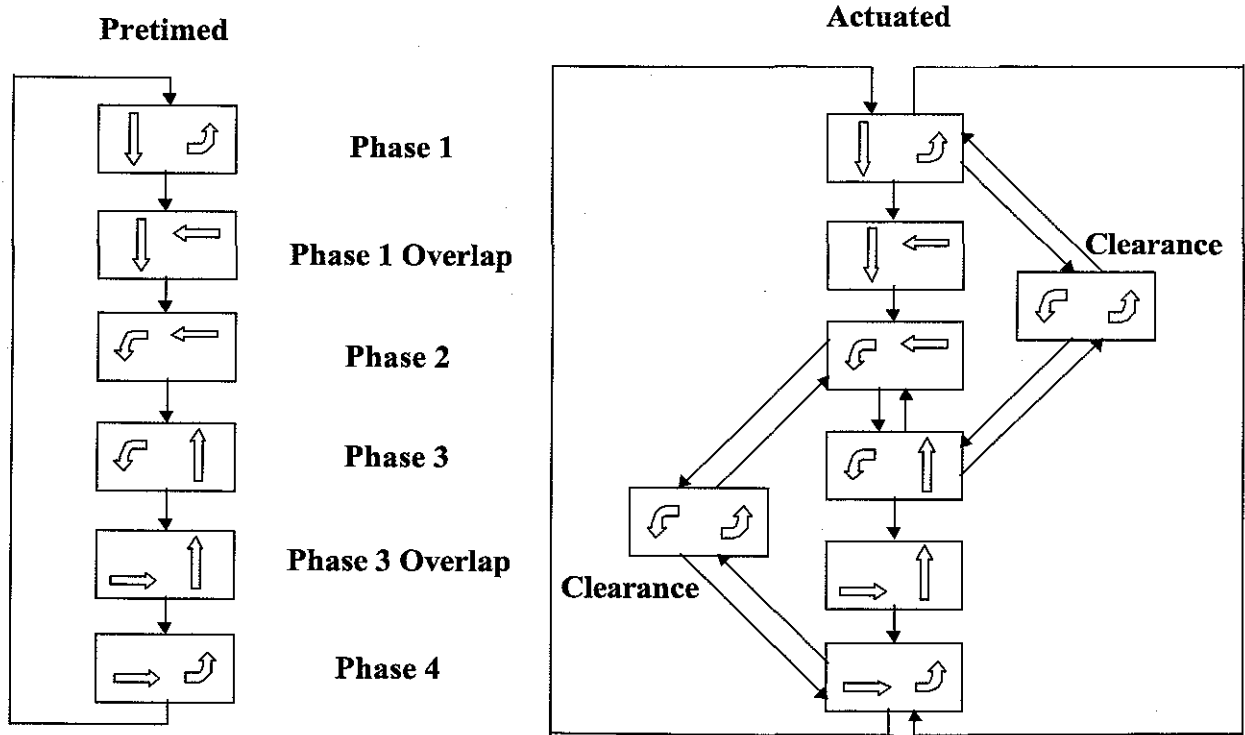 Pretimed
Actuated
Phase 1
Phase 1 Overlap
Clearance
Phase 2
Phase 3
Phase 3 Overlap
Clearance
Phase 4